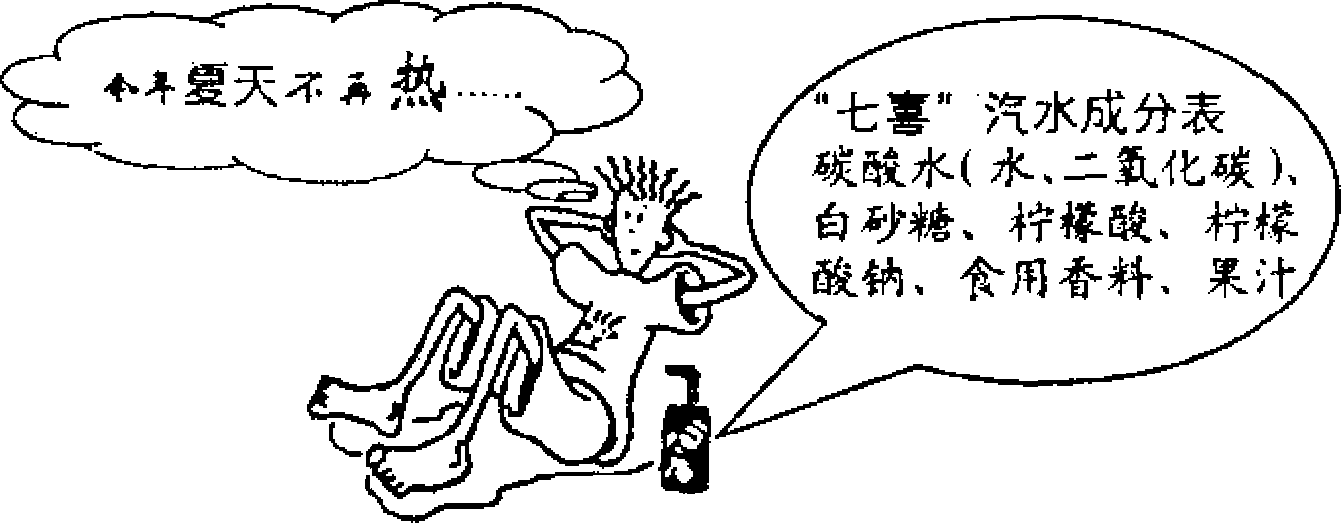 今年夏天不再热……
“七喜”汽水成分表
碳酸水(水、二氧化碳)、
白砂糖、柠檬酸、柠檬
酸钠、食用香料、果汁